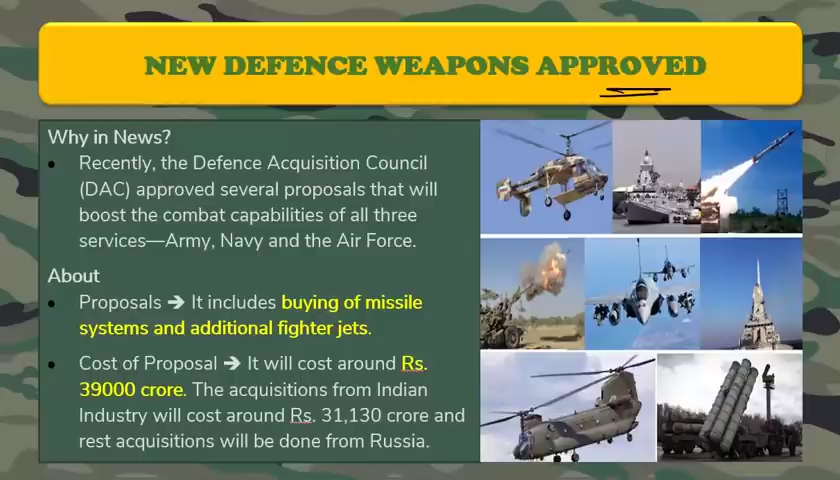 NEW DEFENCE WEAPONS APPROVED
Why in News?
• Recently, the Defence Acquisition Council
(DAC) approved several proposals that will
boost the combat capabilities of all three
services—Army, Navy and the Air Force.
About
• Proposals ➔ It includes buying of missile
systems and additional fighter jets.
• Cost of Proposal ➔ It will cost around Rs.
39000 crore. The acquisitions from Indian
Industry will cost around Rs. 31,130 crore and
rest acquisitions will be done from Russia.